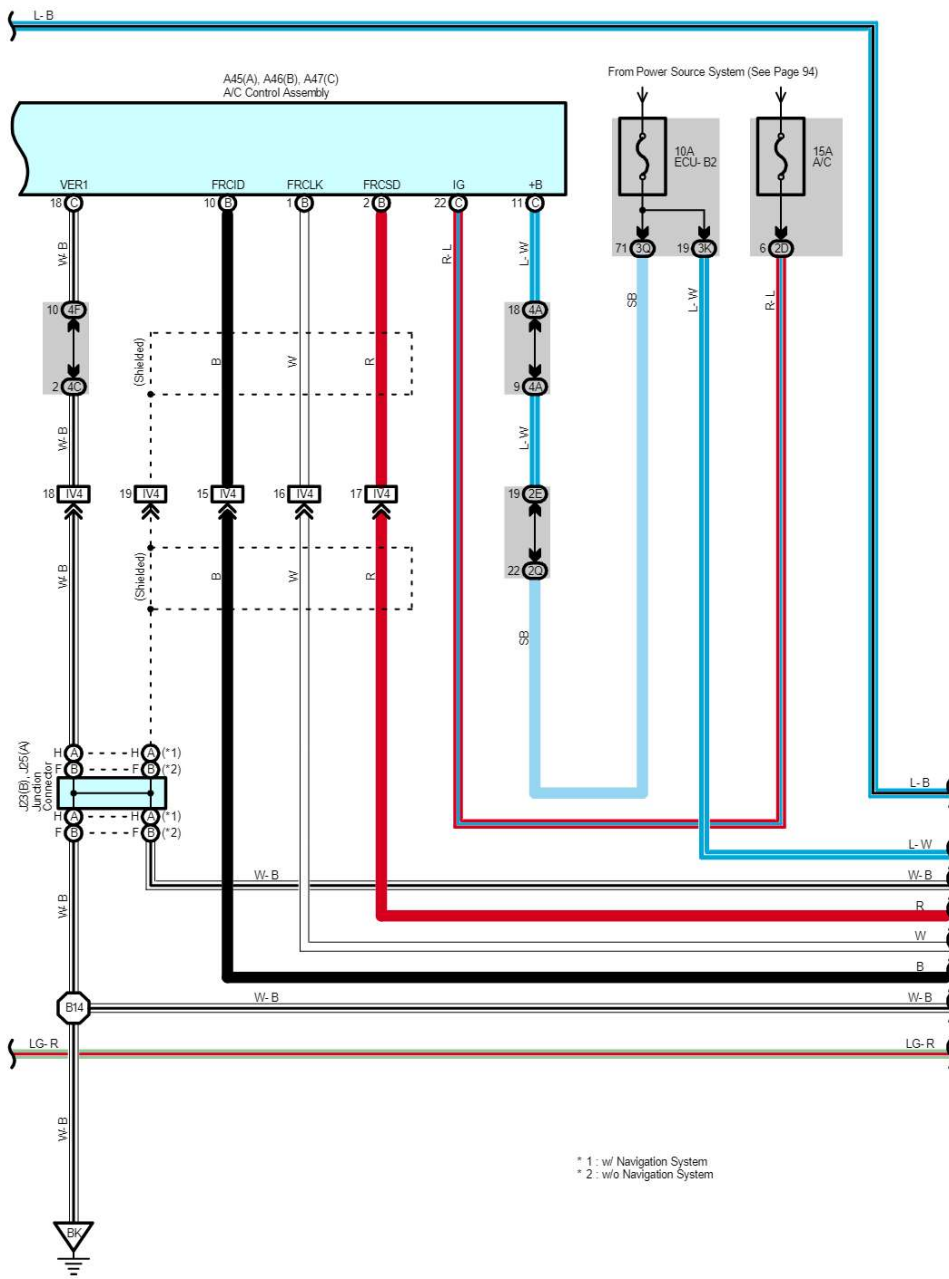 L-B
From Power Source System (See Page 94)
A45(A), A46(B), A47(C)
A/C Control Assembly
10A
ECU-B2
15A
A/C
VER1 FRCID FRCLK FRCSD IG +B
18 C 10 B 1 B 2 B 22 C 11 C
71 3Q 19 3K 6 2D
W-B R-L L-W SB L-W R-L
10 4F 18 4A
(Shielded) B W R
2 4C 9 4A
W-B L-W
18 IV4 19 IV4 15 IV4 16 IV4 17 IV4 19 2E
W-B (Shielded) B W R
22 2Q
SB
J23(B), J25(A)
Junction
Connector
H A H A (*1)
F B F B (*2)
H A H A (*1)
F B F B (*2)
L-B
L-W
W-B W-B
W-B
R
W
B
B14 W-B W-B
LG-R LG-R
W-B
* 1 : w/ Navigation System
* 2 : w/o Navigation System
BK